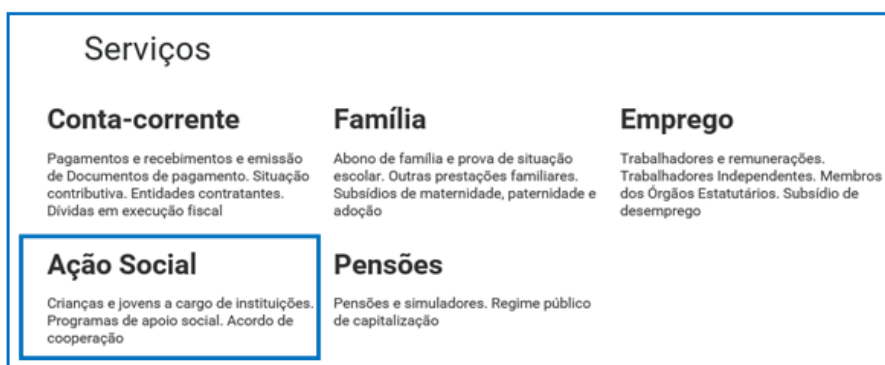 Serviços
Conta-corrente
Pagamentos e recebimentos e emissão
de Documentos de pagamento. Situação
contributiva. Entidades contratantes.
Dívidas em execução fiscal
Família
Abono de família e prova de situação
escolar. Outras prestações familiares.
Subsídios de maternidade, paternidade e
adoção
Emprego
Trabalhadores e remunerações.
Trabalhadores Independentes. Membros
dos Órgãos Estatutários. Subsídio de
desemprego
Ação Social
Crianças e jovens a cargo de instituições.
Programas de apoio social. Acordo de
cooperação
Pensões
Pensões e simuladores. Regime público
de capitalização